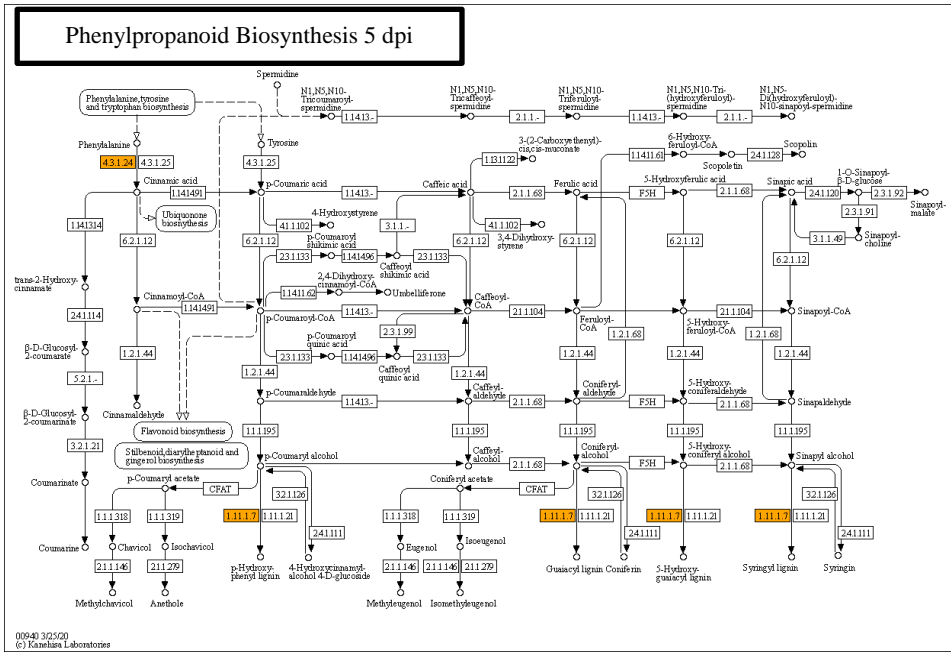 Phenylpropanoid Biosynthesis 5 dpi
Spermidine
Phenylalanine, tyrosine
and tryptophan biosynthesis
N1,N5,N10-
Tricoumaroyl-
spermidine
N1,N5,N10-
Tricaffeoyl-
spermidine
N1,N5,N10-
Triferuloyl-
spermidine
N1,N5,N10-Tri-
(hydroxyferuloyl)-
spermidine
N1,N5-
Di(hydroxyferuloyl)-
N10-sinapoyl-spermidine
1.14.13.-
2.1.1.-
1.14.13.-
2.1.1.-
Phenylalanine
Tyrosine
3-(2-Carboxyethenyl)-
cis,cis-muconate
6-Hydroxy-
feruloyl-CoA
Scopolin
4.3.1.24
4.3.1.25
4.3.1.25
1.13.11.22
1.14.11.61
Scopoletin
2.4.1.128
Cinnamic acid
1.14.14.91
p-Coumaric acid
1.14.13.-
Caffeic acid
2.1.1.68
Ferulic acid
5-Hydroxyferulic acid
F5H
2.1.1.68
Sinapic acid
2.4.1.120
1-O-Sinapoyl-
β-D-glucose
2.3.1.92
Sinapoyl-
malate
Ubiquonone
biosnythesis
1.14.13.14
4-Hydroxystyrene
4.1.1.102
3.1.1.-
4.1.1.102
3,4-Dihydroxy-
styrene
2.3.1.91
3.1.1.49
Sinapoyl-
choline
6.2.1.12
6.2.1.12
p-Coumaroyl
shikimic acid
2.3.1.133
1.14.14.96
Caffeoyl
shikimic acid
2.3.1.133
6.2.1.12
6.2.1.12
6.2.1.12
6.2.1.12
trans-2-Hydroxy-
cinnamate
Cinnamoyl-CoA
1.14.14.91
1.14.11.62
2,4-Dihydroxy-
cinnamoyl-CoA
Umbelliferone
p-Coumaroyl-CoA
1.14.13.-
Caffeoyl-
CoA
2.1.1.104
Feruloyl-
CoA
5-Hydroxy-
feruloyl-CoA
2.1.1.104
Sinapoyl-CoA
2.4.1.114
β-D-Glucosyl-
2-coumarate
1.2.1.44
p-Coumaroyl
quinic acid
2.3.1.133
1.14.14.96
2.3.1.99
Caffeoyl
quinic acid
2.3.1.133
1.2.1.44
1.2.1.44
1.2.1.44
1.2.1.68
1.2.1.44
1.2.1.68
1.2.1.44
5.2.1.-
Cinnamaldehyde
p-Coumaraldehyde
1.14.13.-
Caffeyl-
aldehyde
2.1.1.68
Coniferyl-
aldehyde
F5H
5-Hydroxy-
coniferaldehyde
2.1.1.68
Sinapaldehyde
β-D-Glucosyl-
2-coumarinate
Flavonoid biosynthesis
1.1.1.195
1.1.1.195
1.1.1.195
1.1.1.195
1.1.1.195
3.2.1.21
Stilbenoid,diarylheptanoid and
gingerol biosynthesis
p-Coumaryl alcohol
Caffeyl-
alcohol
2.1.1.68
Coniferyl-
alcohol
F5H
5-Hydroxy-
coniferyl alcohol
2.1.1.68
Sinapyl alcohol
Coumarinate
p-Coumaryl acetate
CFAT
3.2.1.126
Coniferyl acetate
CFAT
3.2.1.126
3.2.1.126
1.1.1.318
1.1.1.319
1.11.1.7
1.11.1.21
2.4.1.111
1.1.1.318
1.1.1.319
1.11.1.7
1.11.1.21
2.4.1.111
1.11.1.7
1.11.1.21
1.11.1.7
1.11.1.21
2.4.1.111
Coumarine
Chavicol
Isochavicol
Eugenol
Isoeugenol
2.1.1.146
2.1.1.279
p-Hydroxy-
phenyl lignin
4-Hydroxycinnamyl-
alcohol 4-D-glucoside
2.1.1.146
2.1.1.146
2.1.1.279
Guaiacyl lignin
Coniferin
5-Hydroxy-
guaiacyl lignin
Syringyl lignin
Syringin
Methylchavicol
Anethole
Methyleugenol
Isomethyleugenol
00940 3/25/20
(c) Kanehisa Laboratories